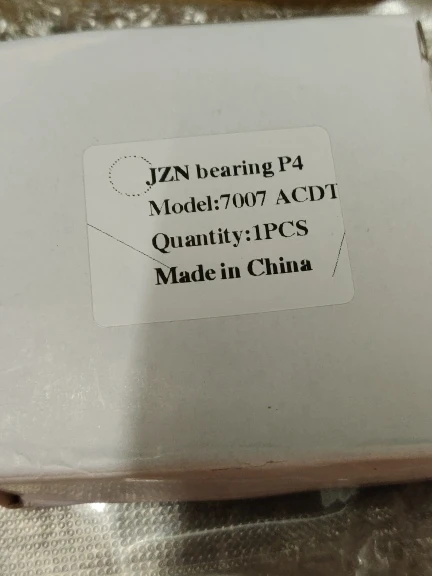 JZN bearing P4
Model:7007 ACDT
Quantity:1PCS
Made in China